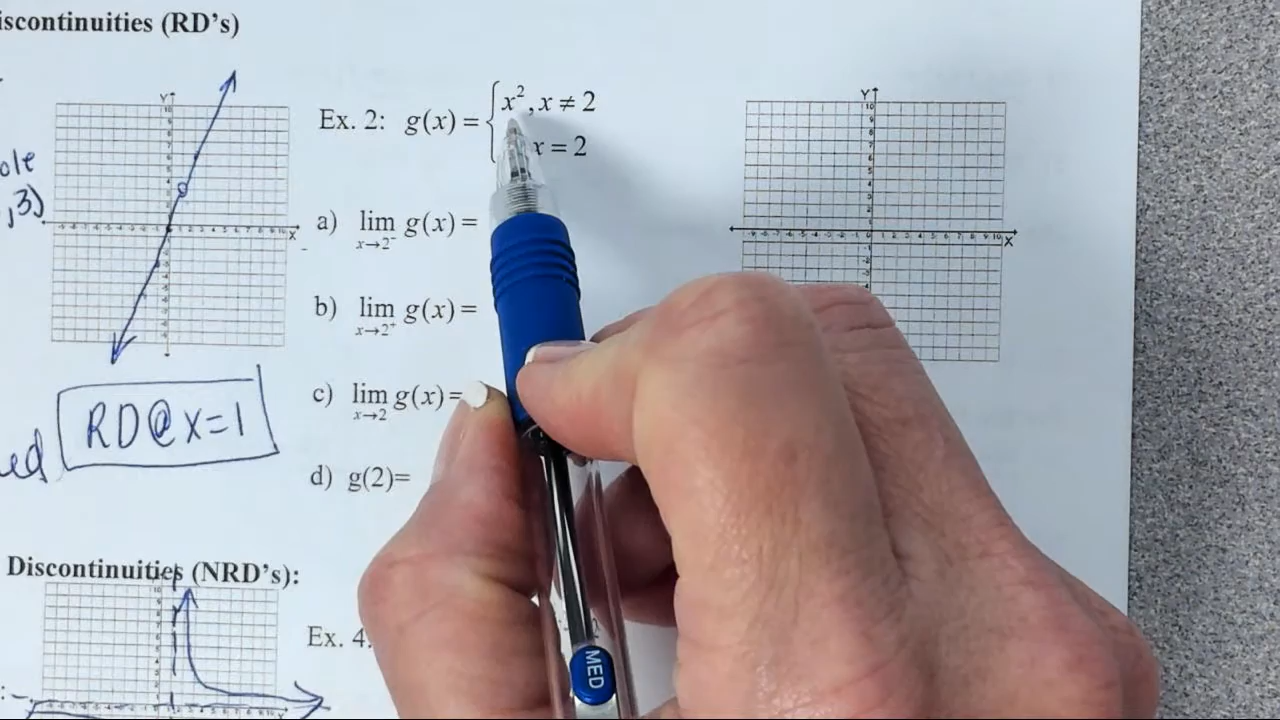 iscontinuities (RD's)
Ex. 2: g(x) = { x², x ≠ 2
x = 2
ole
,3)
a) lim g(x) =
x→2⁻
b) lim g(x) =
x→2⁺
c) lim g(x) =
x→2
RD@x=1
d) g(2)=
Discontinuities (NRD's):
Ex. 4
MED
Y
X
Y
X